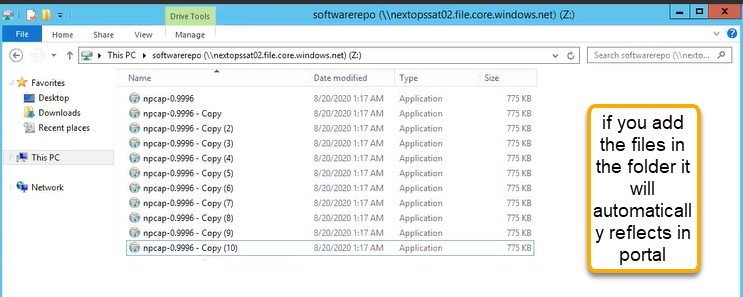 Drive Tools
softwarerepo (\\nextopssat02.file.core.windows.net) (Z:)
File Home Share View Manage
This PC softwarerepo (\\nextopssat02.file.core.windows.net) (Z:)
Search softwarerepo (\\nexto...
Name Date modified Type Size
Favorites
Desktop
Downloads
Recent places
This PC
Network
npcap-0.9996 8/20/2020 1:17 AM Application 775 KB
npcap-0.9996 - Copy 8/20/2020 1:17 AM Application 775 KB
npcap-0.9996 - Copy (2) 8/20/2020 1:17 AM Application 775 KB
npcap-0.9996 - Copy (3) 8/20/2020 1:17 AM Application 775 KB
npcap-0.9996 - Copy (4) 8/20/2020 1:17 AM Application 775 KB
npcap-0.9996 - Copy (5) 8/20/2020 1:17 AM Application 775 KB
npcap-0.9996 - Copy (6) 8/20/2020 1:17 AM Application 775 KB
npcap-0.9996 - Copy (7) 8/20/2020 1:17 AM Application 775 KB
npcap-0.9996 - Copy (8) 8/20/2020 1:17 AM Application 775 KB
npcap-0.9996 - Copy (9) 8/20/2020 1:17 AM Application 775 KB
npcap-0.9996 - Copy (10) 8/20/2020 1:17 AM Application 775 KB
if you add
the files in
the folder it
will
automaticall
y reflects in
portal